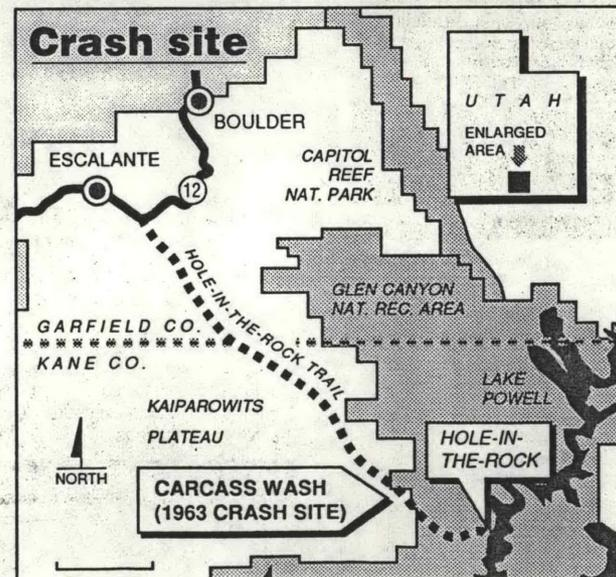 Crash site
BOULDER
ESCALANTE
12
CAPITOL
REEF
NAT. PARK
UTAH
ENLARGED
AREA
HOLE-IN-THE-ROCK TRAIL
GLEN CANYON
NAT. REC. AREA
GARFIELD CO.
KANE CO.
LAKE
POWELL
KAIPAROWITS
PLATEAU
HOLE-IN-
THE-ROCK
NORTH
CARCASS WASH
(1963 CRASH SITE)